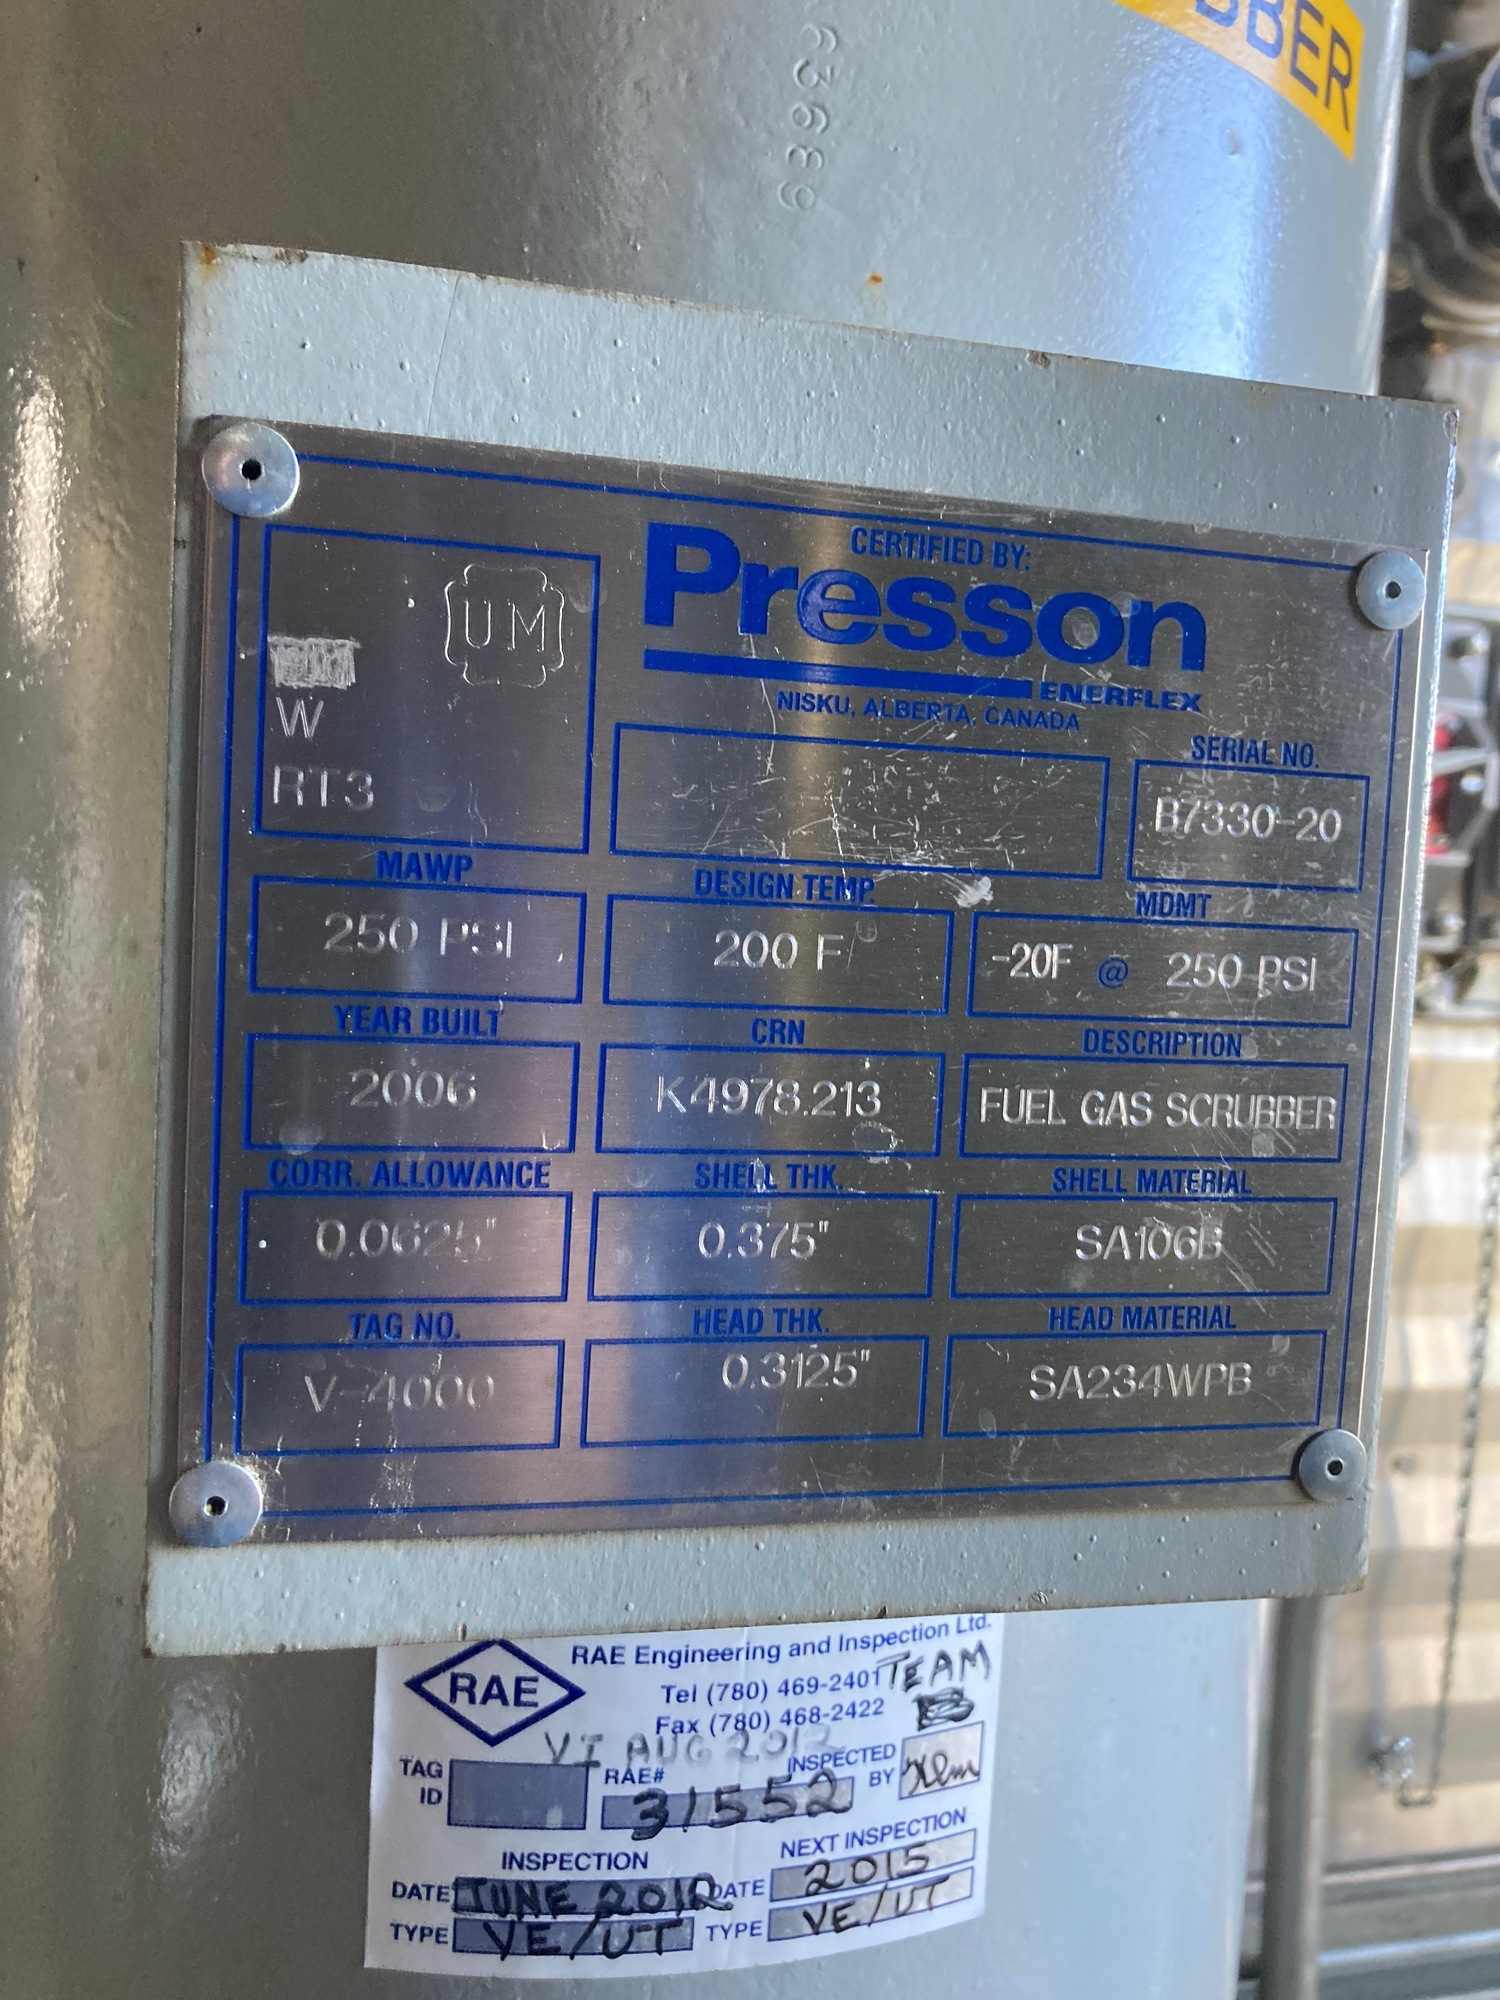 BBER
CERTIFIED BY:
Presson
ENERFLEX
NISKU, ALBERTA, CANADA
UM
W
RT3
SERIAL NO.
B7330-20
MAWP
DESIGN TEMP.
MDMT
250 PSI
200 F
-20F @ 250 PSI
YEAR BUILT
CRN
DESCRIPTION
2006
K4978.213
FUEL GAS SCRUBBER
CORR. ALLOWANCE
SHELL THK.
SHELL MATERIAL
0.0625"
0.375"
SA106B
TAG NO.
HEAD THK.
HEAD MATERIAL
V-4000
0.3125"
SA234WPB
RAE
RAE Engineering and Inspection Ltd.
Tel (780) 469-2401 TEAM
Fax (780) 468-2422
VI AUG 2012
TAG ID
RAE# 31552
INSPECTED BY
INSPECTION
NEXT INSPECTION
DATE JUNE 2012
DATE 2015
TYPE VE/UT
TYPE VE/UT